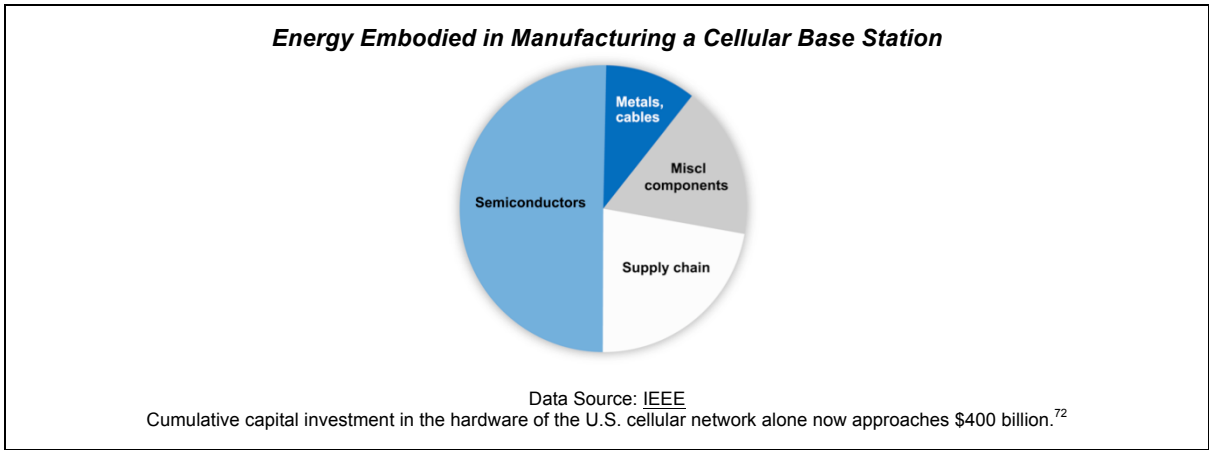 Energy Embodied in Manufacturing a Cellular Base Station
Metals,
cables
Miscl
components
Semiconductors
Supply chain
Data Source: IEEE
Cumulative capital investment in the hardware of the U.S. cellular network alone now approaches $400 billion.72